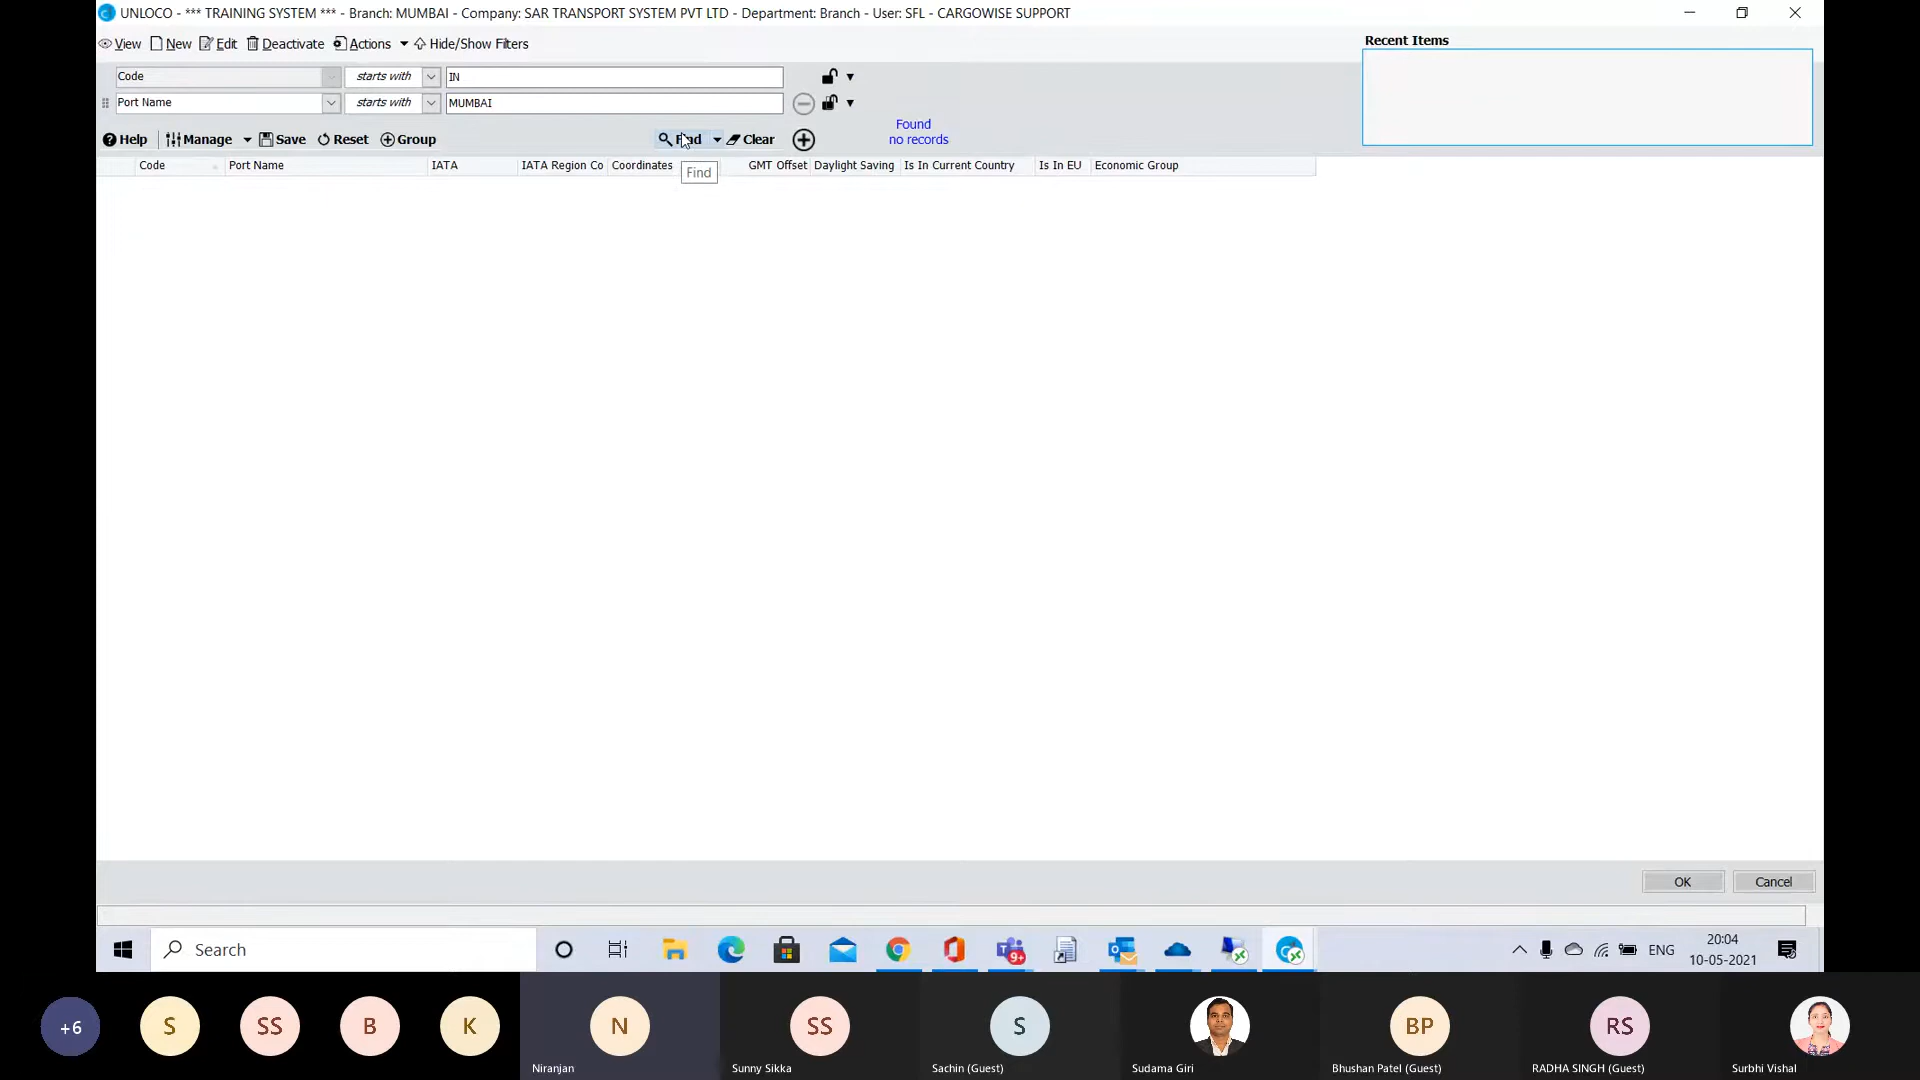 UNLOCO - *** TRAINING SYSTEM *** - Branch: MUMBAI - Company: SAR TRANSPORT SYSTEM PVT LTD - Department: Branch - User: SFL - CARGOWISE SUPPORT
View New Edit Deactivate Actions Hide/Show Filters
Recent Items
Code starts with IN
Port Name starts with MUMBAI
Found
no records
Help Manage Save Reset Group Find Clear
Code Port Name IATA IATA Region Co Coordinates GMT Offset Daylight Saving Is In Current Country Is In EU Economic Group
Find
OK Cancel
Search
9+
ENG
20:04
10-05-2021
+6 S SS B K N SS S BP RS
Niranjan Sunny Sikka Sachin (Guest) Sudama Giri Bhushan Patel (Guest) RADHA SINGH (Guest) Surbhi Vishal